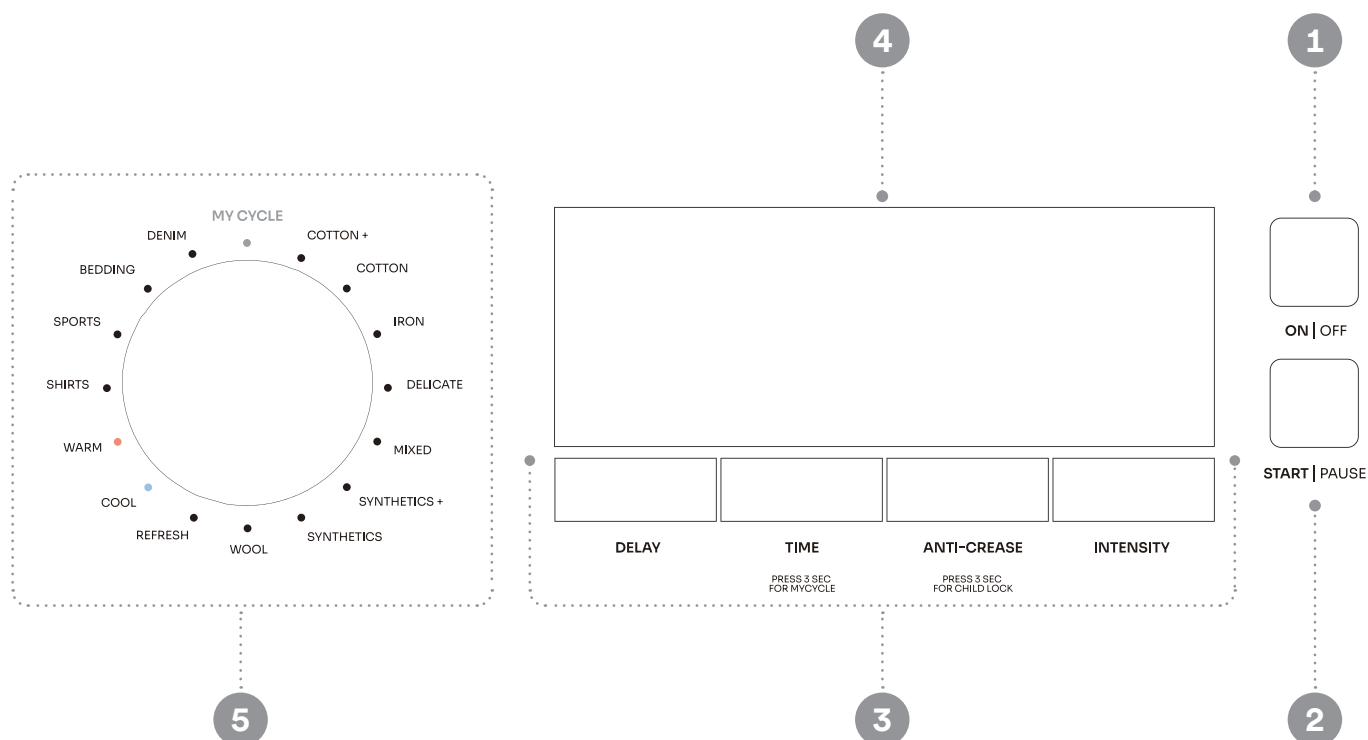 4
1
MY CYCLE
DENIM
COTTON +
BEDDING
COTTON
SPORTS
IRON
SHIRTS
DELICATE
WARM
MIXED
COOL
SYNTHETICS +
REFRESH
SYNTHETICS
WOOL
ON | OFF
START | PAUSE
DELAY
TIME
ANTI-CREASE
INTENSITY
PRESS 3 SEC
FOR MYCYCLE
PRESS 3 SEC
FOR CHILD LOCK
5
3
2